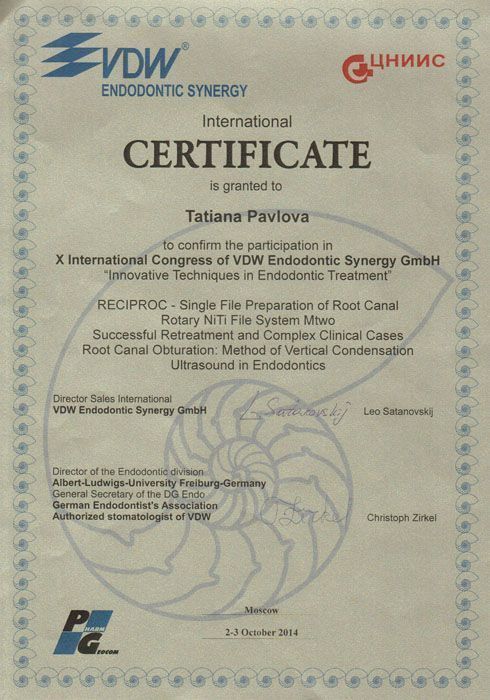 VDW®
ENDODONTIC SYNERGY
ЦНИИС
International
CERTIFICATE
is granted to
Tatiana Pavlova
to confirm the participation in
X International Congress of VDW Endodontic Synergy GmbH
“Innovative Techniques in Endodontic Treatment”
RECIPROC - Single File Preparation of Root Canal
Rotary NiTi File System Mtwo
Successful Retreatment and Complex Clinical Cases
Root Canal Obturation: Method of Vertical Condensation
Ultrasound in Endodontics
Director Sales International
VDW Endodontic Synergy GmbH
L. Satanovskij
Leo Satanovskij
Director of the Endodontic division
Albert-Ludwigs-University Freiburg-Germany
General Secretary of the DG Endo
German Endodontist's Association
Authorized stomatologist of VDW
Christoph Zirkel
PHARM
GEOCOM
Moscow
2-3 October 2014